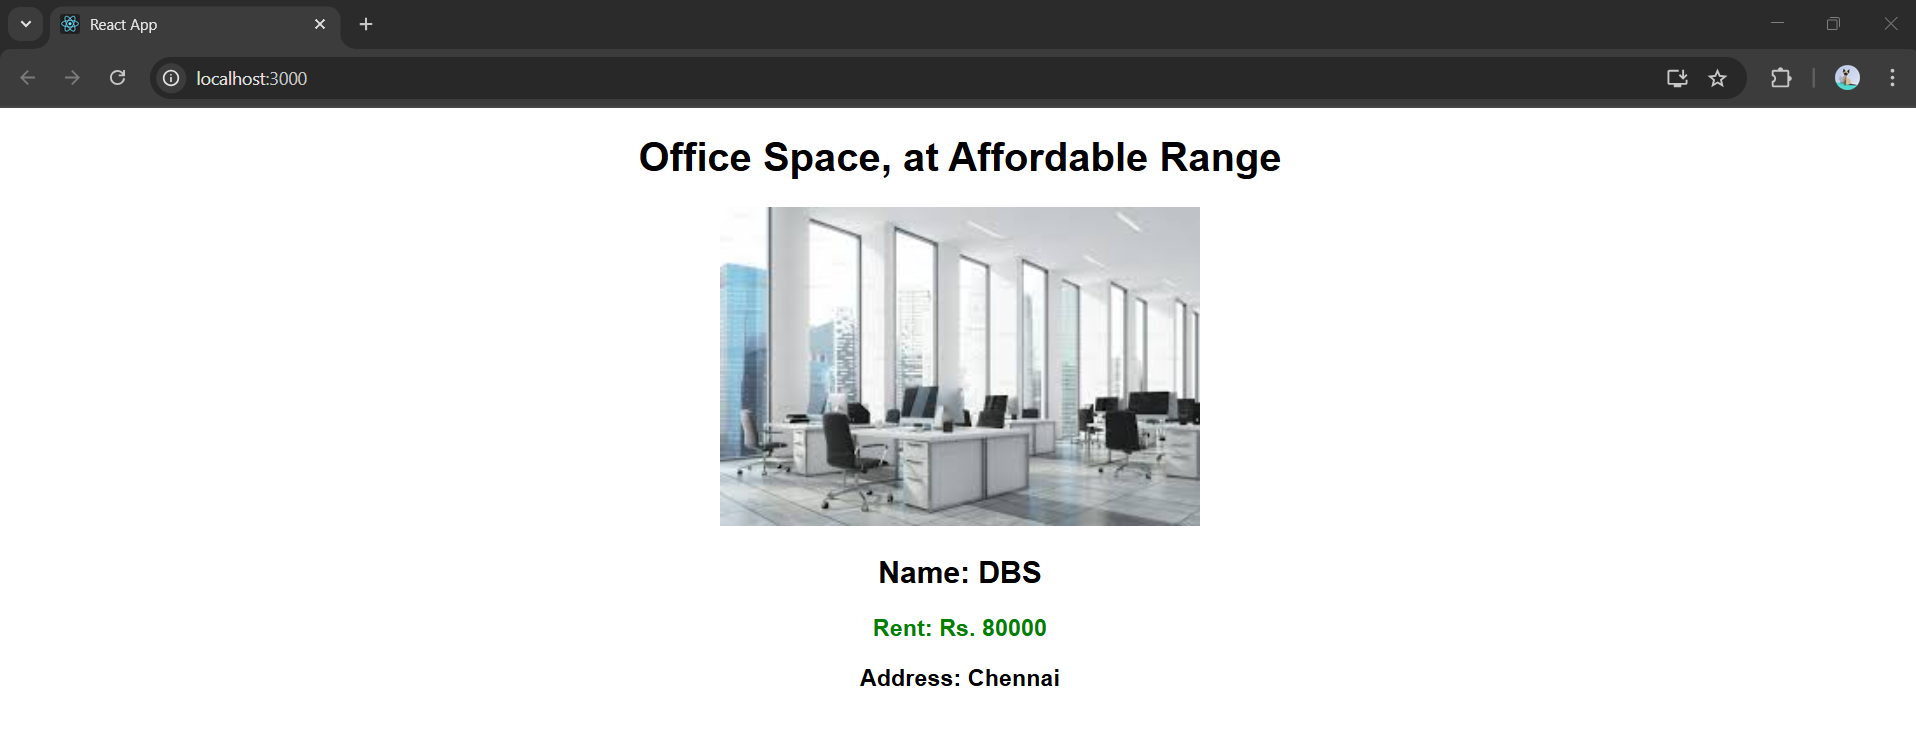 React App
localhost:3000
Office Space, at Affordable Range
Name: DBS
Rent: Rs. 80000
Address: Chennai